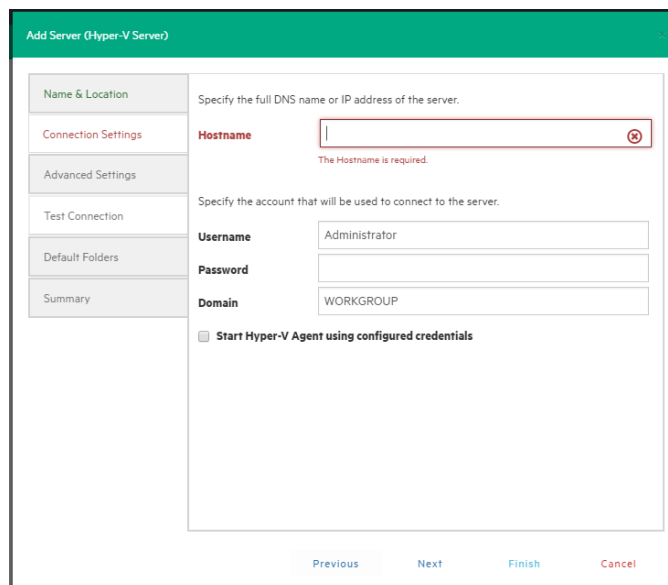 Add Server (Hyper-V Server)
Name & Location
Connection Settings
Advanced Settings
Test Connection
Default Folders
Summary
Specify the full DNS name or IP address of the server.
Hostname
The Hostname is required.
Specify the account that will be used to connect to the server.
Username Administrator
Password
Domain WORKGROUP
Start Hyper-V Agent using configured credentials
Previous Next Finish Cancel